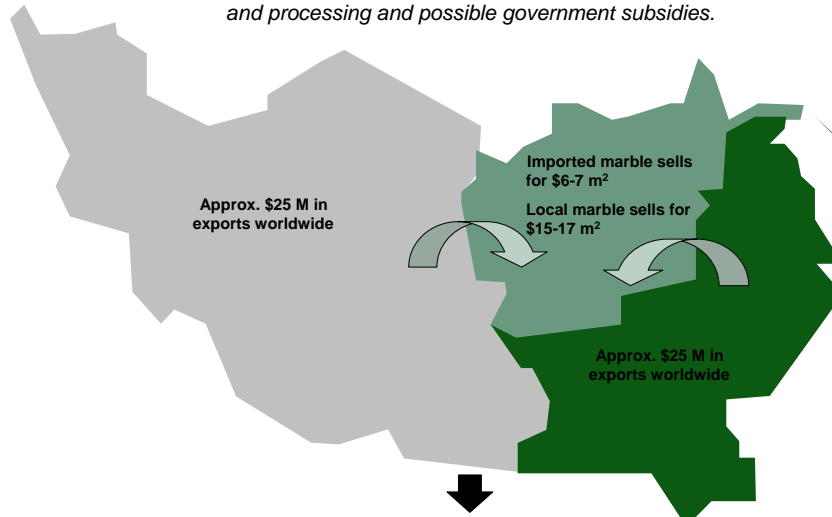 and processing and possible government subsidies.
Imported marble sells
for $6-7 m²
Approx. $25 M in
exports worldwide
Local marble sells for
$15-17 m²
Approx. $25 M in
exports worldwide